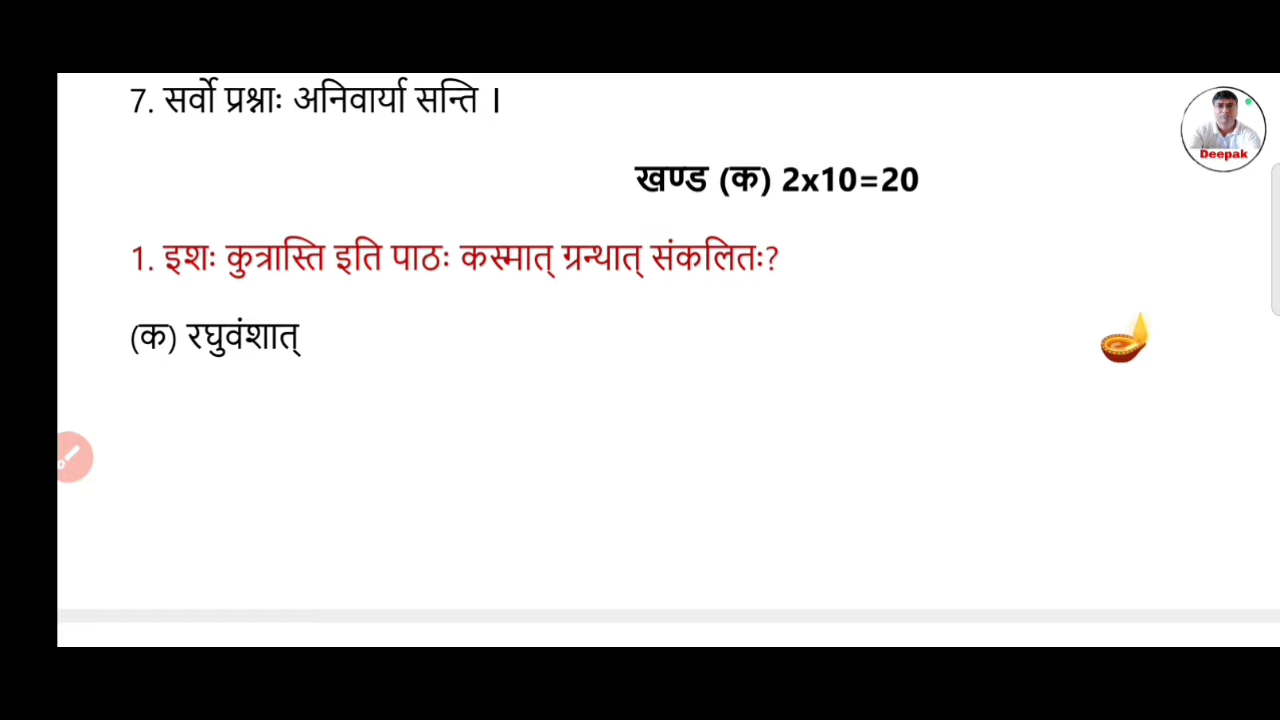 7. सर्वो प्रश्नाः अनिवार्या सन्ति ।
Deepak
खण्ड (क) 2x10=20
1. इशः कुत्रास्ति इति पाठः कस्मात् ग्रन्थात् संकलितः?
(क) रघुवंशात्